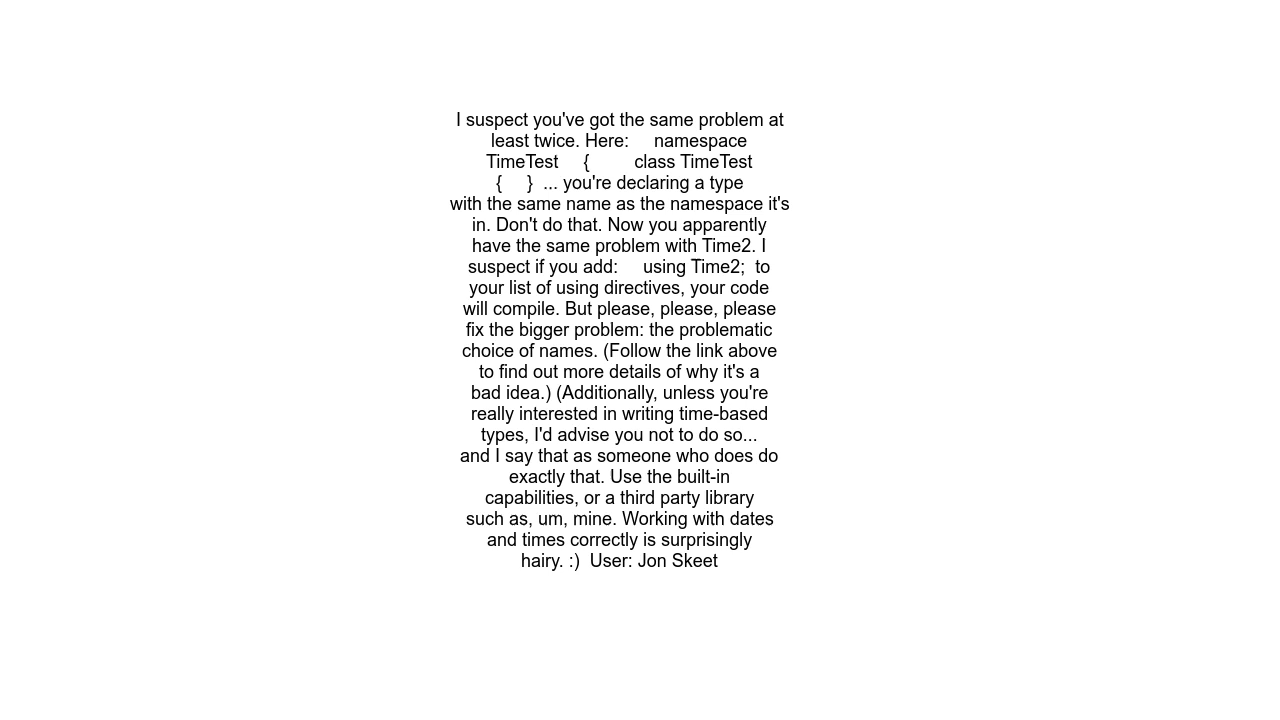 I suspect you've got the same problem at
least twice. Here:     namespace
TimeTest     {         class TimeTest
{     }  ... you're declaring a type
with the same name as the namespace it's
in. Don't do that. Now you apparently
have the same problem with Time2. I
suspect if you add:     using Time2;  to
your list of using directives, your code
will compile. But please, please, please
fix the bigger problem: the problematic
choice of names. (Follow the link above
to find out more details of why it's a
bad idea.) (Additionally, unless you're
really interested in writing time-based
types, I'd advise you not to do so...
and I say that as someone who does do
exactly that. Use the built-in
capabilities, or a third party library
such as, um, mine. Working with dates
and times correctly is surprisingly
hairy. :)  User: Jon Skeet